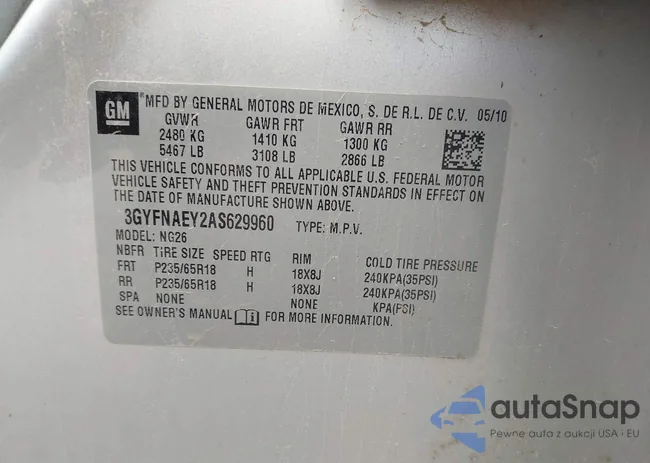 GM
MFD BY GENERAL MOTORS DE MEXICO, S. DE R.L. DE C.V. 05/10
GVWR GAWR FRT GAWR RR
2480 KG 1410 KG 1300 KG
5467 LB 3108 LB 2866 LB
THIS VEHICLE CONFORMS TO ALL APPLICABLE U.S. FEDERAL MOTOR
VEHICLE SAFETY AND THEFT PREVENTION STANDARDS IN EFFECT ON
THE DATE OF MANUFACTURE SHOWN ABOVE.
3GYFNAEY2AS629960 TYPE: M.P.V.
MODEL: NG26
NBFR TIRE SIZE SPEED RTG RIM COLD TIRE PRESSURE
FRT P235/65R18 H 18X8J 240KPA(35PSI)
RR P235/65R18 H 18X8J 240KPA(35PSI)
SPA NONE NONE KPA(PSI)
SEE OWNER'S MANUAL FOR MORE INFORMATION.
autaSnap
Pewne auta z aukcji USA i EU